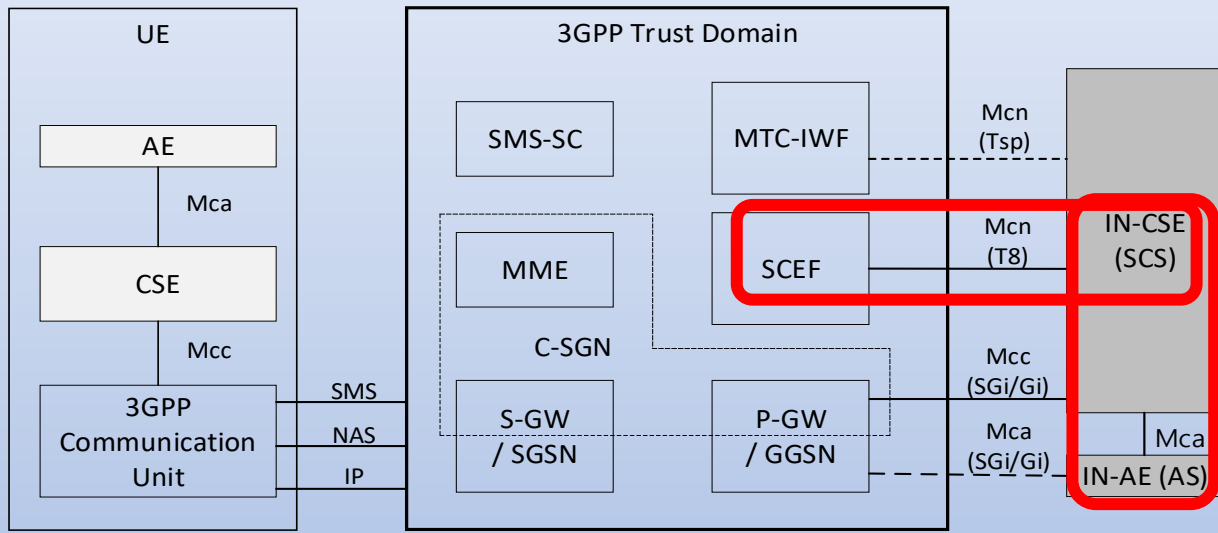 UE
AE
Mca
CSE
Mcc
3GPP
Communication
Unit
SMS
NAS
IP
3GPP Trust Domain
SMS-SC
MTC-IWF
MME
SCEF
C-SGN
S-GW
/ SGSN
P-GW
/ GGSN
Mcn
(Tsp)
Mcn
(T8)
Mcc
(SGi/Gi)
Mca
(SGi/Gi)
IN-CSE
(SCS)
Mca
IN-AE (AS)